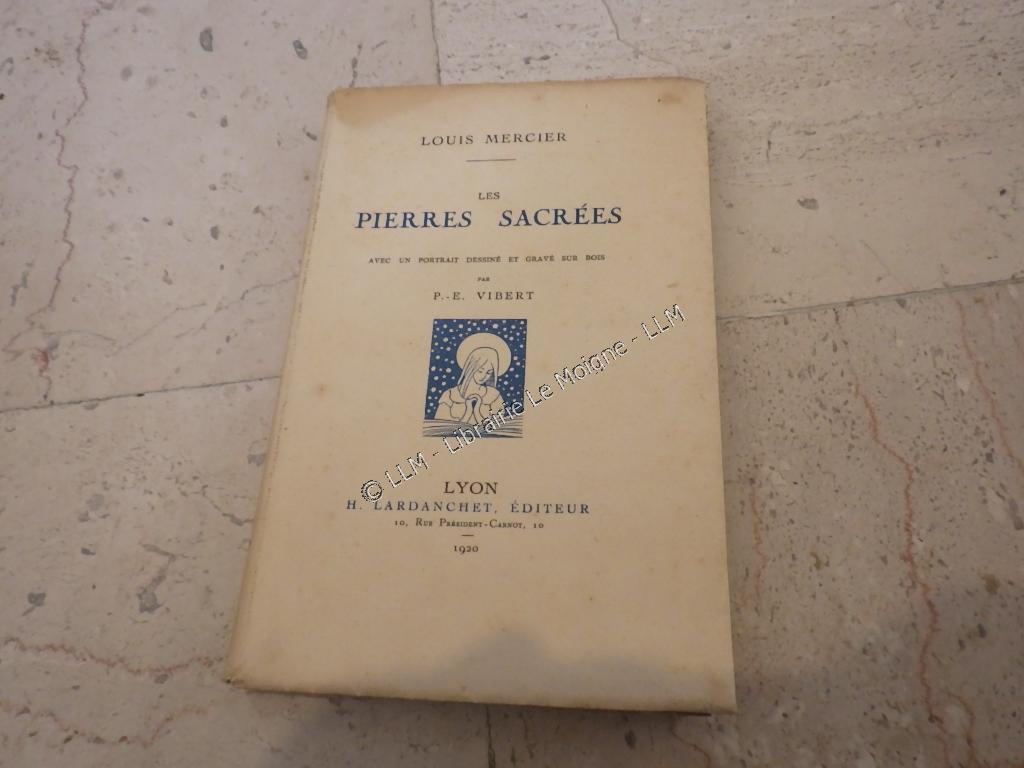 LOUIS MERCIER
LES
PIERRES SACRÉES
AVEC UN PORTRAIT DESSINÉ ET GRAVÉ SUR BOIS
PAR
P.-E. VIBERT
© LLM - Librairie Le Moigne - LLM
LYON
H. LARDANCHET, ÉDITEUR
10, RUE PRÉSIDENT-CARNOT, 10
1920